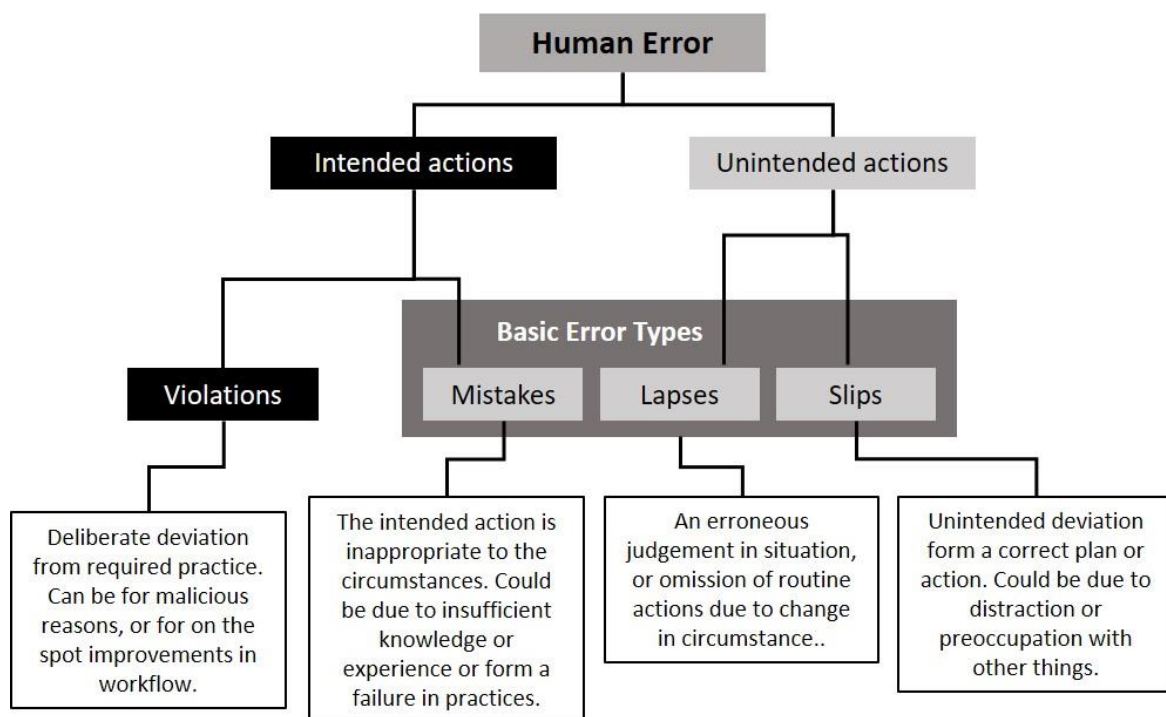 Human Error
Intended actions
Unintended actions
Basic Error Types
Violations
Mistakes
Lapses
Slips
Deliberate deviation
from required practice.
Can be for malicious
reasons, or for on the
spot improvements in
workflow.
The intended action is
inappropriate to the
circumstances. Could
be due to insufficient
knowledge or
experience or form a
failure in practices.
An erroneous
judgement in situation,
or omission of routine
actions due to change
in circumstance..
Unintended deviation
form a correct plan or
action. Could be due to
distraction or
preoccupation with
other things.